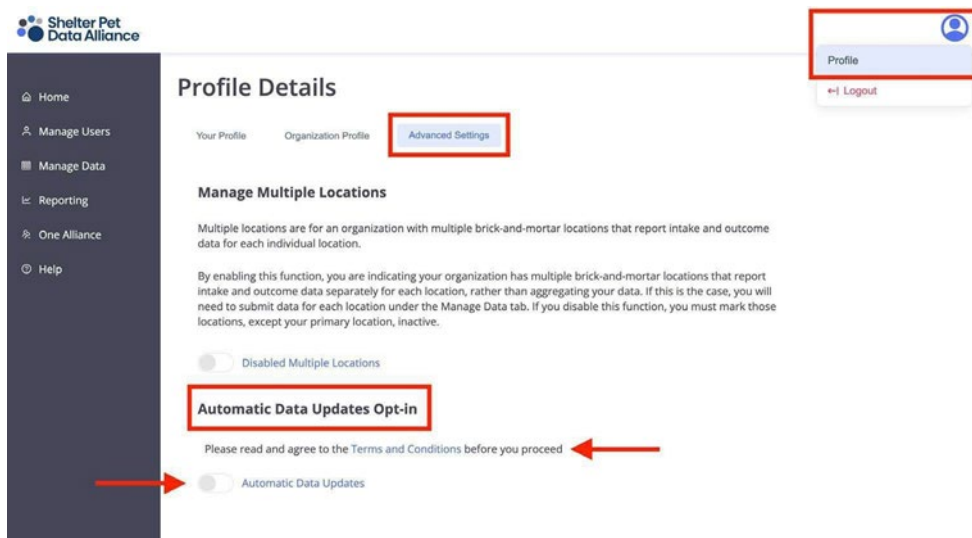 Shelter Pet
Data Alliance
Profile
Logout
Home
Manage Users
Manage Data
Reporting
One Alliance
Help
Profile Details
Your Profile
Organization Profile
Advanced Settings
Manage Multiple Locations
Multiple locations are for an organization with multiple brick-and-mortar locations that report intake and outcome
data for each individual location.
By enabling this function, you are indicating your organization has multiple brick-and-mortar locations that report
intake and outcome data separately for each location, rather than aggregating your data. If this is the case, you will
need to submit data for each location under the Manage Data tab. If you disable this function, you must mark those
locations, except your primary location, inactive.
Disabled Multiple Locations
Automatic Data Updates Opt-in
Please read and agree to the Terms and Conditions before you proceed
Automatic Data Updates